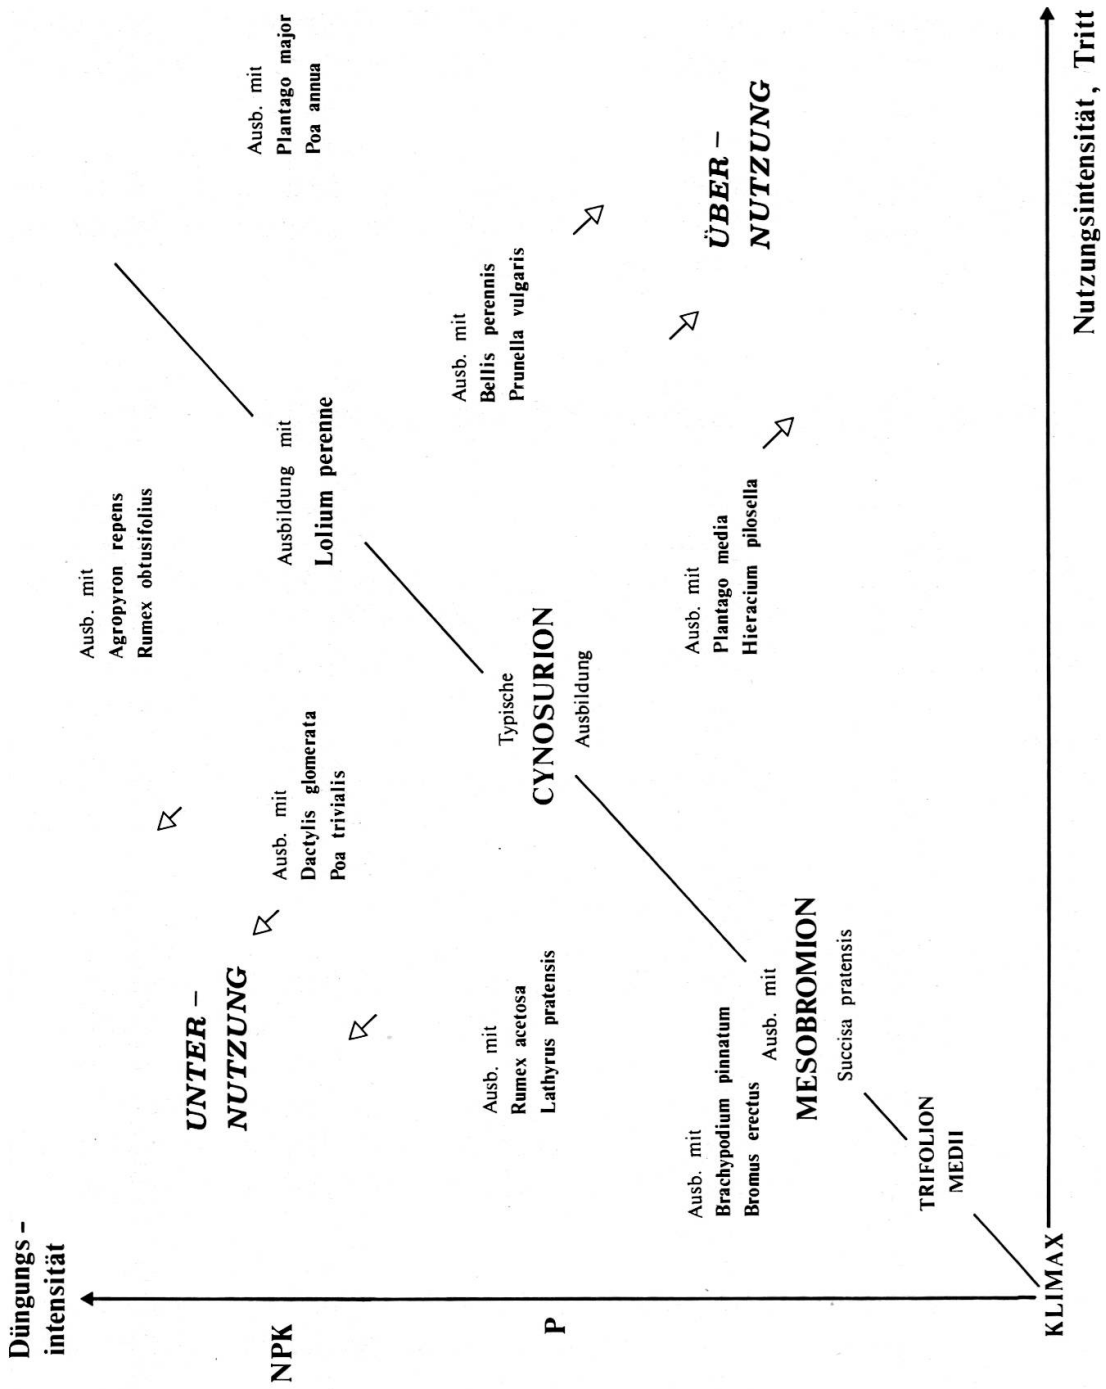 Düngungs-
intensität
NPK
P
KLIMAX
Nutzungsintensität, Tritt
UNTER-
NUTZUNG
Ausb. mit
Agropyron repens
Rumex obtusifolius
Ausb. mit
Plantago major
Poa annua
Ausb. mit
Dactylis glomerata
Poa trivialis
Ausbildung mit
Lolium perenne
Ausb. mit
Rumex acetosa
Lathyrus pratensis
Typische
CYNOSURION
Ausbildung
Ausb. mit
Bellis perennis
Prunella vulgaris
Ausb. mit
Brachypodium pinnatum
Bromus erectus
Ausb. mit
MESOBROMION
Succisa pratensis
Ausb. mit
Plantago media
Hieracium pilosella
ÜBER-
NUTZUNG
TRIFOLION
MEDII